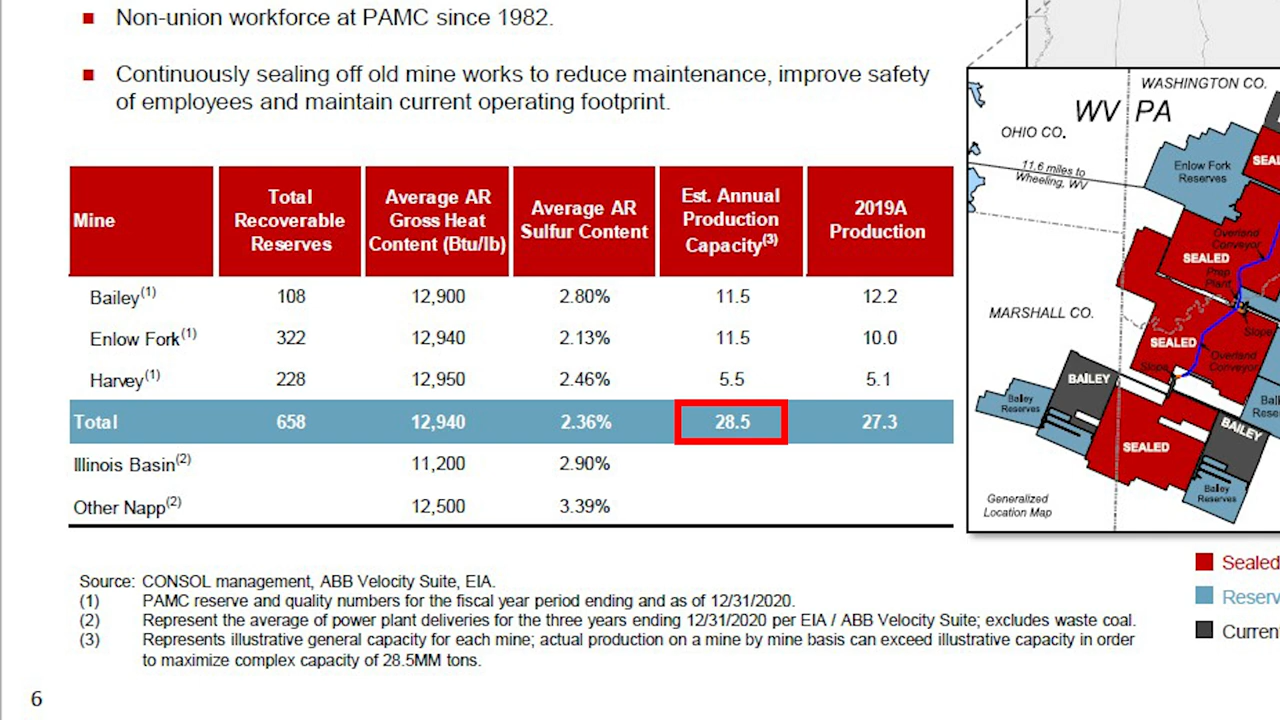 Non-union workforce at PAMC since 1982.
Continuously sealing off old mine works to reduce maintenance, improve safety
of employees and maintain current operating footprint.
Mine
Total
Recoverable
Reserves
Average AR
Gross Heat
Content (Btu/lb)
Average AR
Sulfur Content
Est. Annual
Production
Capacity(3)
2019A
Production
Bailey(1) 108 12,900 2.80% 11.5 12.2
Enlow Fork(1) 322 12,940 2.13% 11.5 10.0
Harvey(1) 228 12,950 2.46% 5.5 5.1
Total 658 12,940 2.36% 28.5 27.3
Illinois Basin(2) 11,200 2.90%
Other Napp(2) 12,500 3.39%
Source: CONSOL management, ABB Velocity Suite, EIA.
(1) PAMC reserve and quality numbers for the fiscal year period ending and as of 12/31/2020.
(2) Represent the average of power plant deliveries for the three years ending 12/31/2020 per EIA / ABB Velocity Suite; excludes waste coal.
(3) Represents illustrative general capacity for each mine; actual production on a mine by mine basis can exceed illustrative capacity in order
to maximize complex capacity of 28.5MM tons.
6
WASHINGTON CO.
WV PA
OHIO CO.
11.6 miles to
Wheeling, WV
Enlow Fork
Reserves
SEAL
Overland
Conveyor
SEALED
Prep
Plant
MARSHALL CO.
Slope
SEALED
Overland
Conveyor
Slope
BAILEY
Bailey
Reserves
Bail
Rese
BAILEY
SEALED
Bailey
Reserves
Generalized
Location Map
Sealed
Reserv
Current